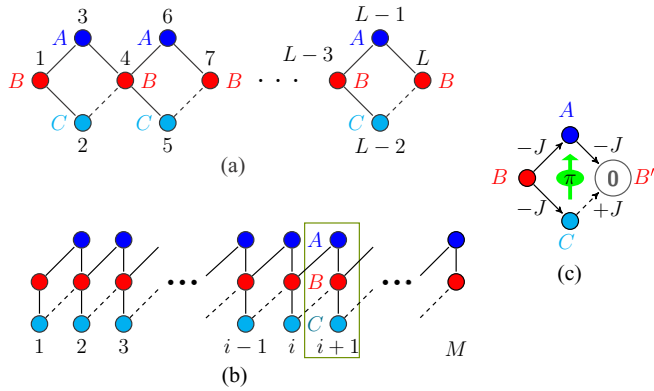 3 6 L − 1
A A A
1 4 7 L − 3 L
B B B · · · B B
C C C
2 5 L − 2
(a)
A
−J −J
B π 0 B′
−J +J
C
(c)
A
··· B ···
C
1 2 3 i − 1 i i + 1 M
(b)